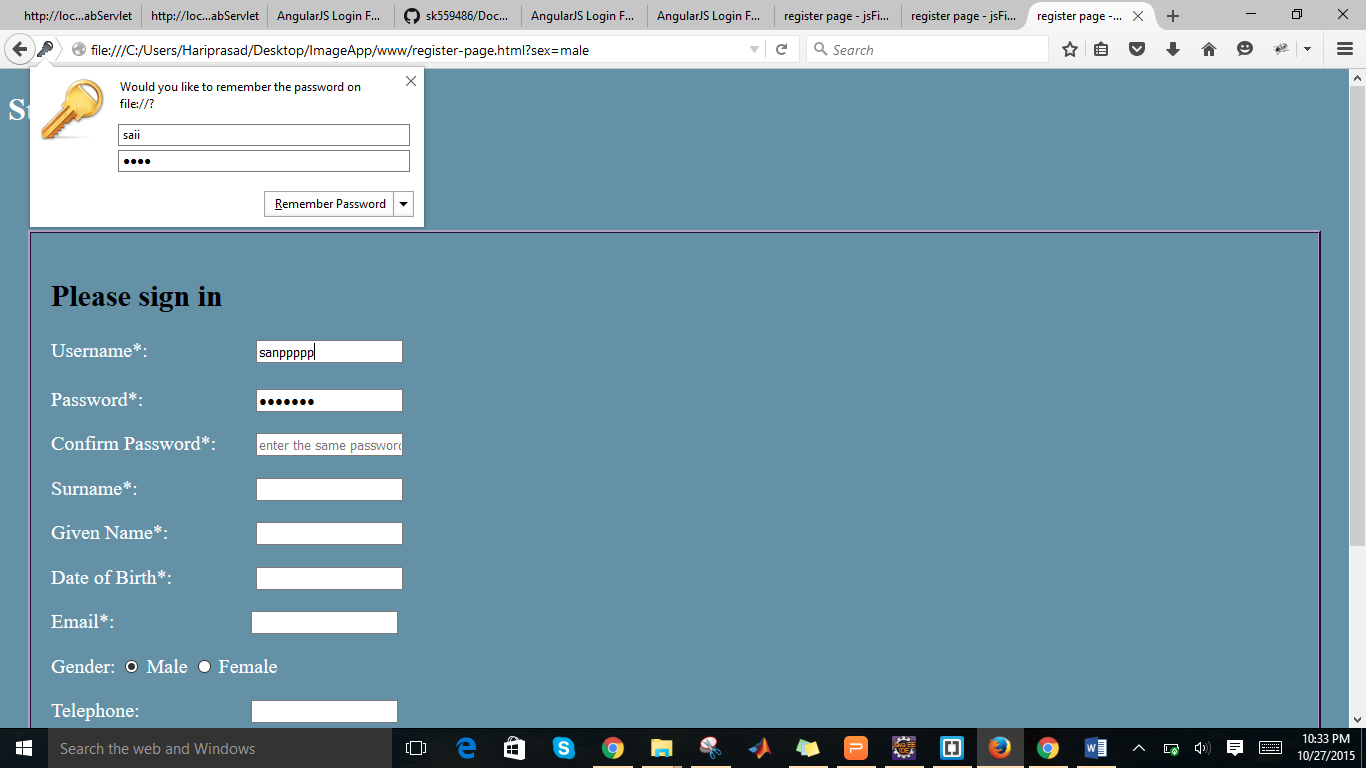 http://loc...abServlet http://loc...abServlet AngularJS Login F... sk559486/Doc... AngularJS Login F... AngularJS Login F... register page - jsFi... register page - jsFi... register page -...
file:///C:/Users/Hariprasad/Desktop/ImageApp/www/register-page.html?sex=male Search
Would you like to remember the password on
file://?
saii
Remember Password
Please sign in
Username*: sanppppp
Password*:
Confirm Password*: enter the same password
Surname*:
Given Name*:
Date of Birth*:
Email*:
Gender: Male Female
Telephone:
Search the web and Windows
10:33 PM
10/27/2015